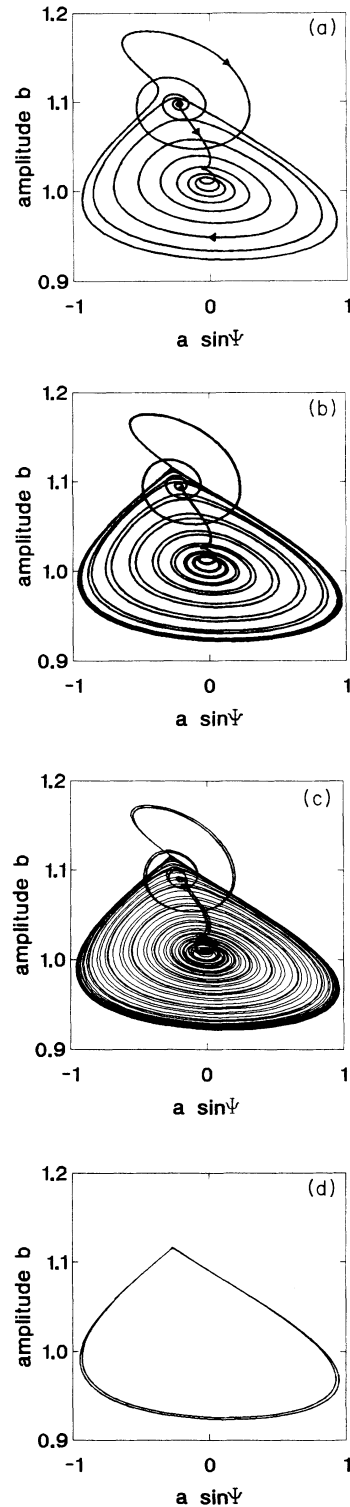 (a)
1.2
1.1
1.0
0.9
amplitude b
-1
0
1
a sinΨ
(b)
1.2
1.1
1.0
0.9
amplitude b
-1
0
1
a sinΨ
(c)
1.2
1.1
1.0
0.9
amplitude b
-1
0
1
a sinΨ
(d)
1.2
1.1
1.0
0.9
amplitude b
-1
0
1
a sinΨ